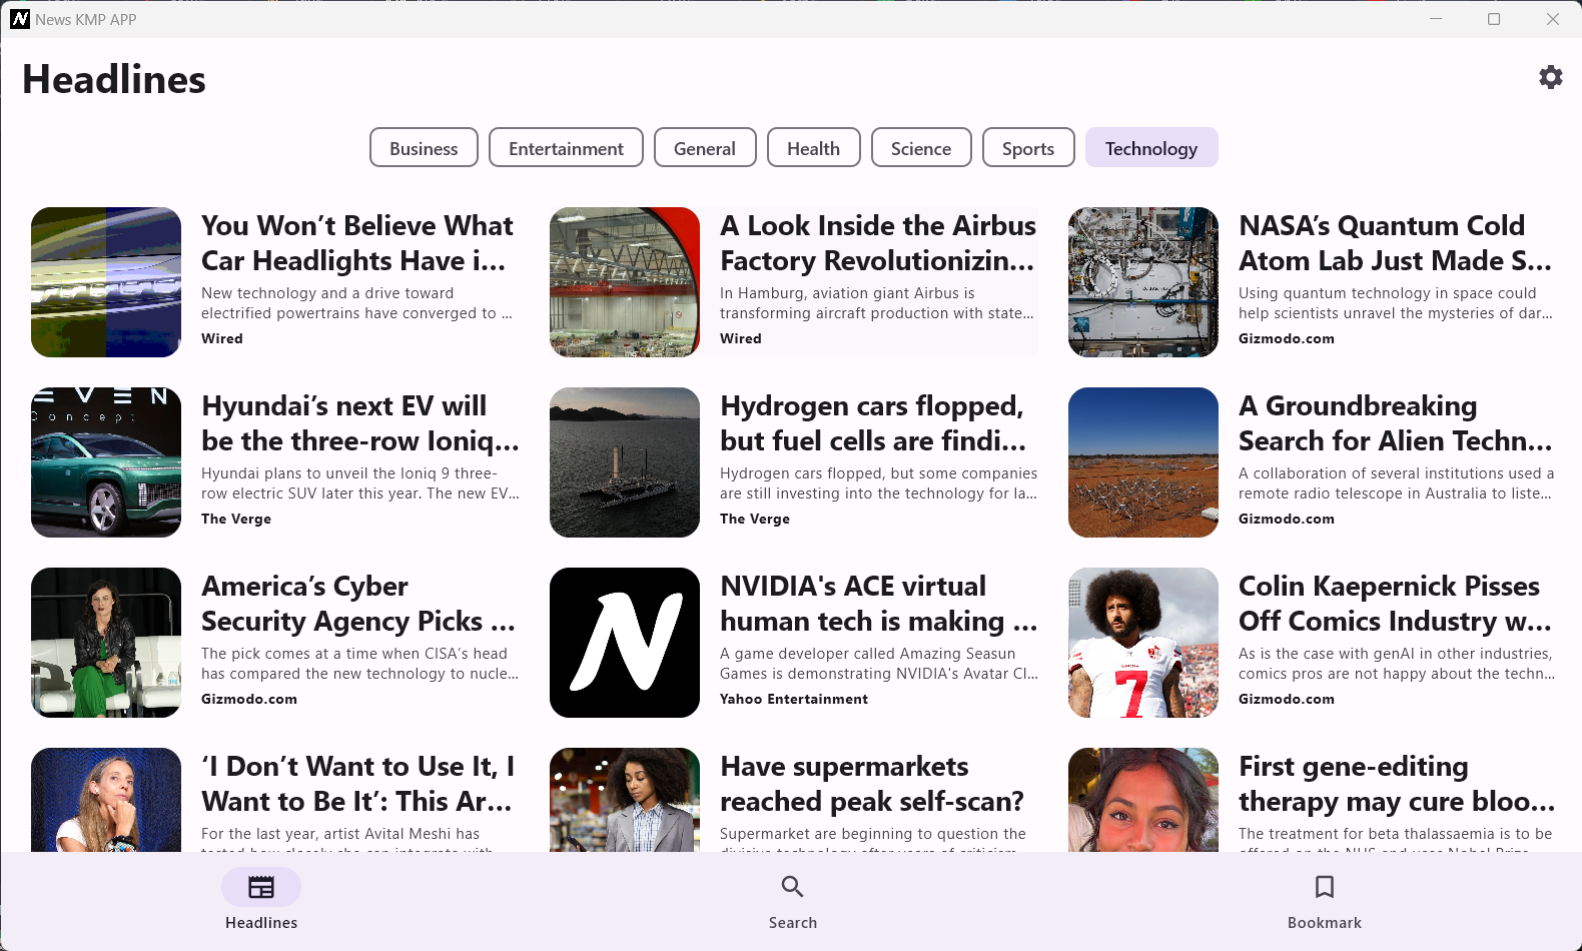 News KMP APP
Headlines
Business Entertainment General Health Science Sports Technology
You Won’t Believe What
Car Headlights Have i...
New technology and a drive toward
electrified powertrains have converged to ...
Wired
A Look Inside the Airbus
Factory Revolutionizin...
In Hamburg, aviation giant Airbus is
transforming aircraft production with state...
Wired
NASA’s Quantum Cold
Atom Lab Just Made S...
Using quantum technology in space could
help scientists unravel the mysteries of dar...
Gizmodo.com
EVEN
Concept
Hyundai’s next EV will
be the three-row Ioniq...
Hyundai plans to unveil the Ioniq 9 three-
row electric SUV later this year. The new EV...
The Verge
Hydrogen cars flopped,
but fuel cells are findi...
Hydrogen cars flopped, but some companies
are still investing into the technology for la...
The Verge
A Groundbreaking
Search for Alien Techn...
A collaboration of several institutions used a
remote radio telescope in Australia to liste...
Gizmodo.com
America’s Cyber
Security Agency Picks ...
The pick comes at a time when CISA’s head
has compared the new technology to nucle...
Gizmodo.com
N
NVIDIA's ACE virtual
human tech is making ...
A game developer called Amazing Seasun
Games is demonstrating NVIDIA's Avatar Cl...
Yahoo Entertainment
7
Colin Kaepernick Pisses
Off Comics Industry w...
As is the case with genAI in other industries,
comics pros are not happy about the techn...
Gizmodo.com
‘I Don’t Want to Use It, I
Want to Be It’: This Ar...
For the last year, artist Avital Meshi has
Have supermarkets
reached peak self-scan?
Supermarket are beginning to question the
First gene-editing
therapy may cure bloo...
The treatment for beta thalassaemia is to be
Headlines
Search
Bookmark